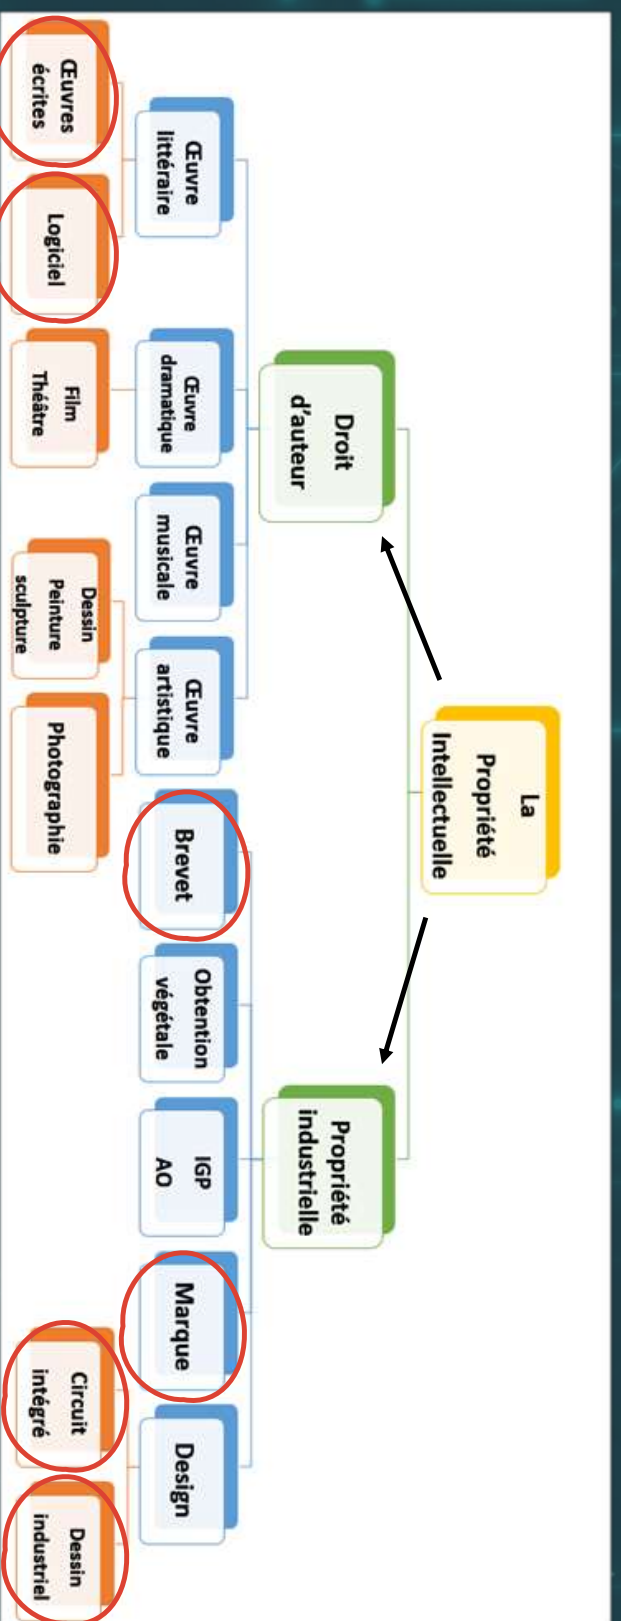 La
Propriété
Intellectuelle
Droit
d'auteur
Propriété
industrielle
Œuvre
littéraire
Œuvre
dramatique
Œuvre
musicale
Œuvre
artistique
Brevet
Obtention
végétale
IGP
AO
Marque
Design
Œuvres
écrites
Logiciel
Film
Théâtre
Dessin
Peinture
sculpture
Photographie
Circuit
intégré
Dessin
industriel